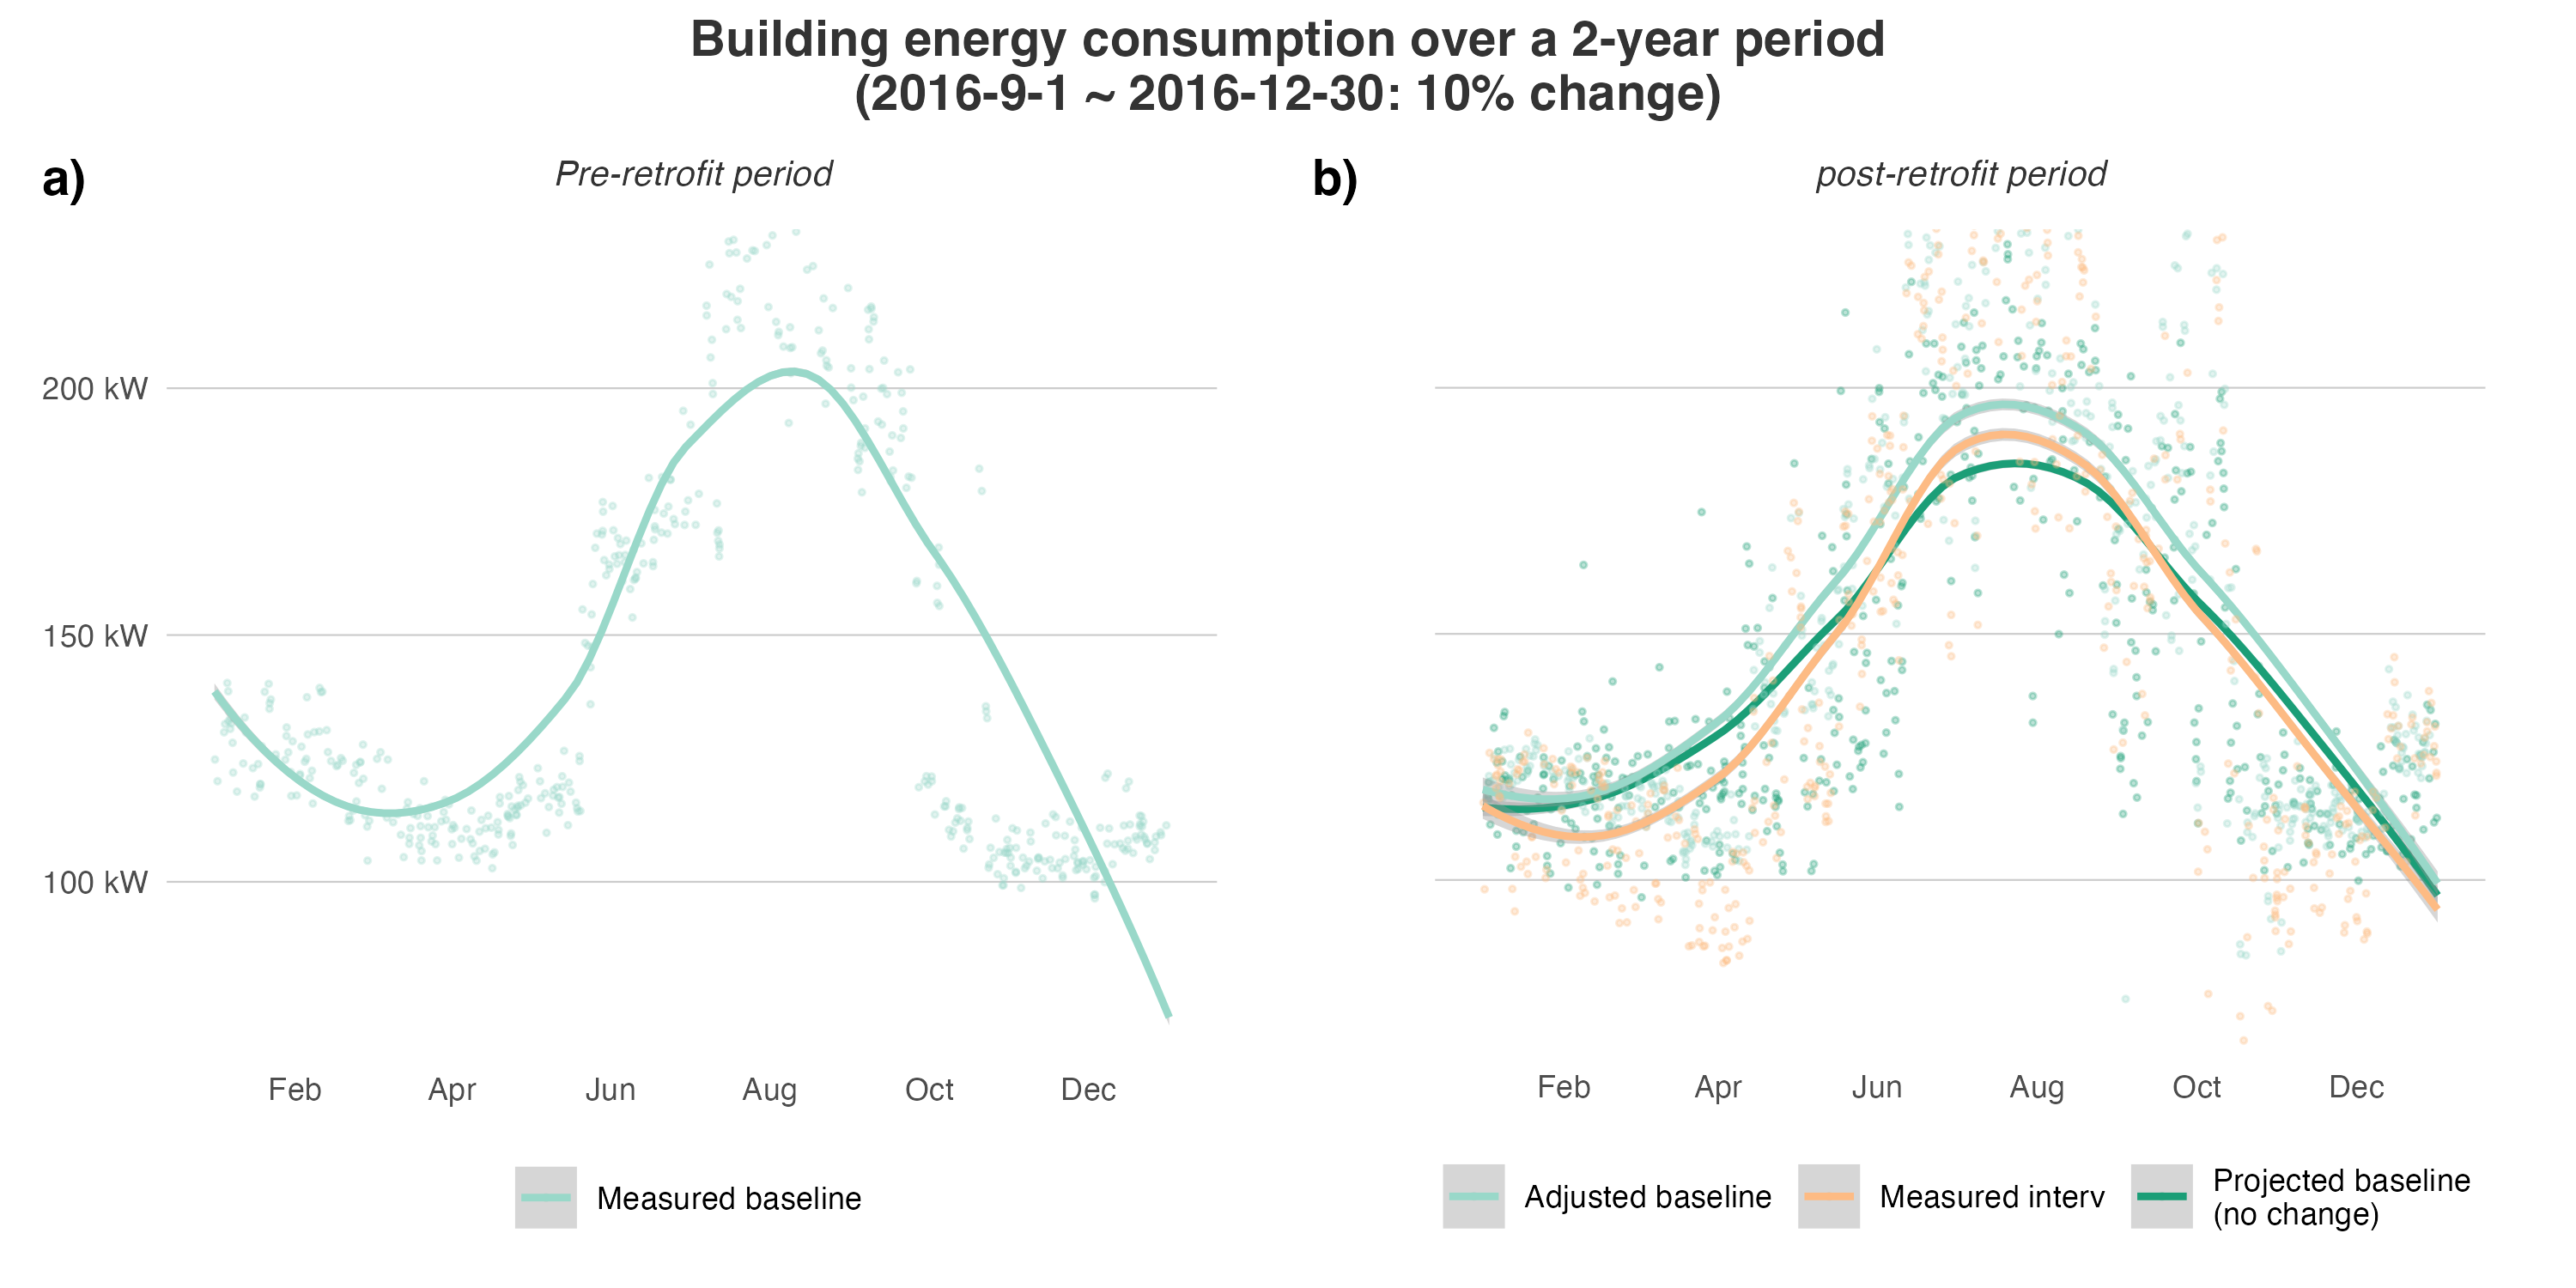 Building energy consumption over a 2-year period
(2016-9-1 ~ 2016-12-30: 10% change)
a)
Pre-retrofit period
200 kW
150 kW
100 kW
Feb Apr Jun Aug Oct Dec
Measured baseline
b)
post-retrofit period
Feb Apr Jun Aug Oct Dec
Adjusted baseline
Measured interv
Projected baseline
(no change)